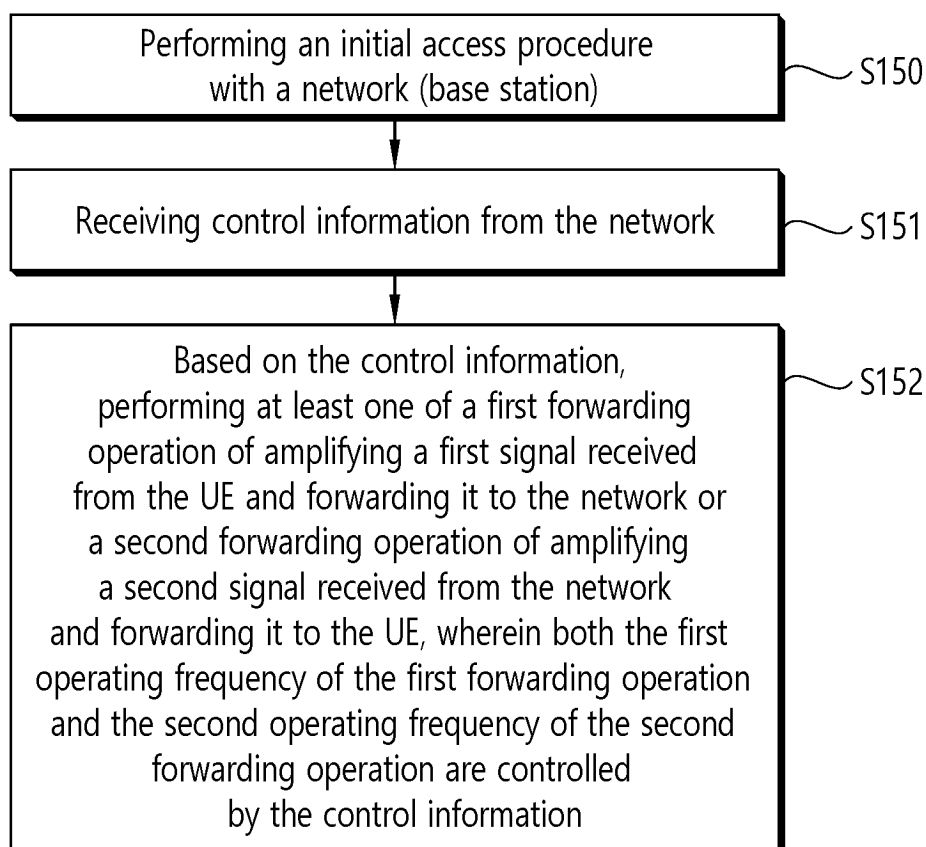 Performing an initial access procedure
with a network (base station)
S150
Receiving control information from the network
S151
Based on the control information,
performing at least one of a first forwarding
operation of amplifying a first signal received
from the UE and forwarding it to the network or
a second forwarding operation of amplifying
a second signal received from the network
and forwarding it to the UE, wherein both the first
operating frequency of the first forwarding operation
and the second operating frequency of the second
forwarding operation are controlled
by the control information
S152